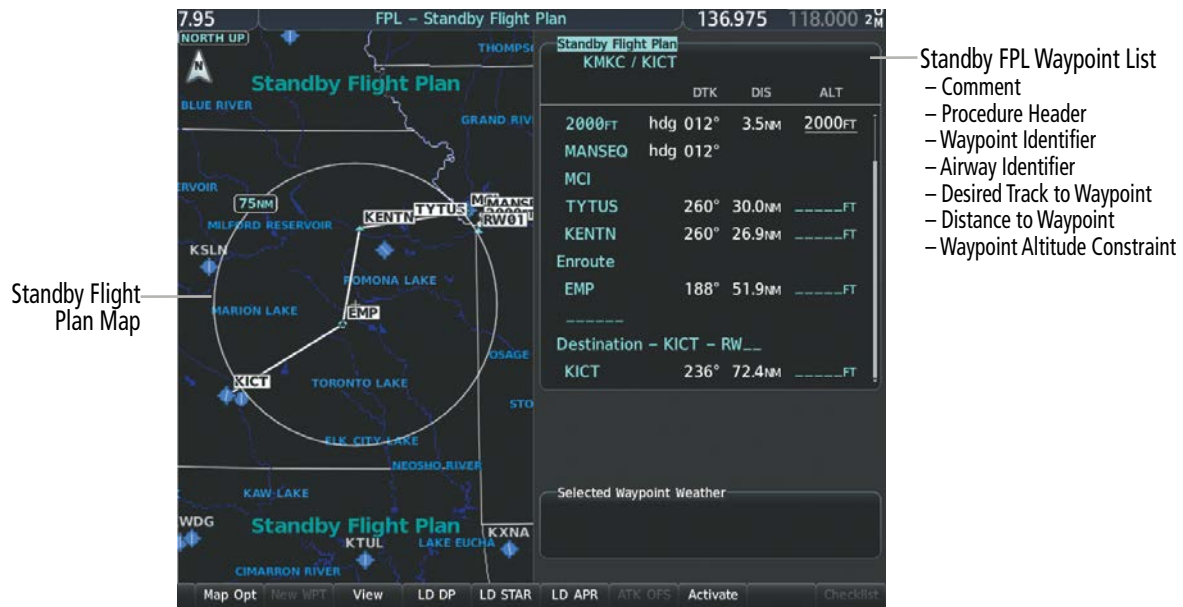 7.95
FPL – Standby Flight Plan
136.975
118.000
2
M
NORTH UP
N
THOMPS
Standby Flight Plan
BLUE RIVER
GRAND RIV
ERVOIR
75NM
KENTN
TYTUS
RW01
MILFORD RESERVOIR
KSLN
POMONA LAKE
MARION LAKE
EMP
OSAGE
KICT
TORONTO LAKE
STO
ELK CITY LAKE
NEOSHO RIVER
KAW LAKE
WDG
Standby Flight Plan
KXNA
KTUL
LAKE EUCHA
CIMARRON RIVER
Standby Flight Plan
KMKC / KICT
DTK DIS ALT
2000FT hdg 012° 3.5NM 2000FT
MANSEQ hdg 012°
MCI
TYTUS 260° 30.0NM _____FT
KENTN 260° 26.9NM _____FT
Enroute
EMP 188° 51.9NM _____FT
______
Destination – KICT – RW__
KICT 236° 72.4NM _____FT
Selected Waypoint Weather
Map Opt New WPT View LD DP LD STAR LD APR ATK OFS Activate Checklist
Standby Flight
Plan Map
Standby FPL Waypoint List
– Comment
– Procedure Header
– Waypoint Identifier
– Airway Identifier
– Desired Track to Waypoint
– Distance to Waypoint
– Waypoint Altitude Constraint